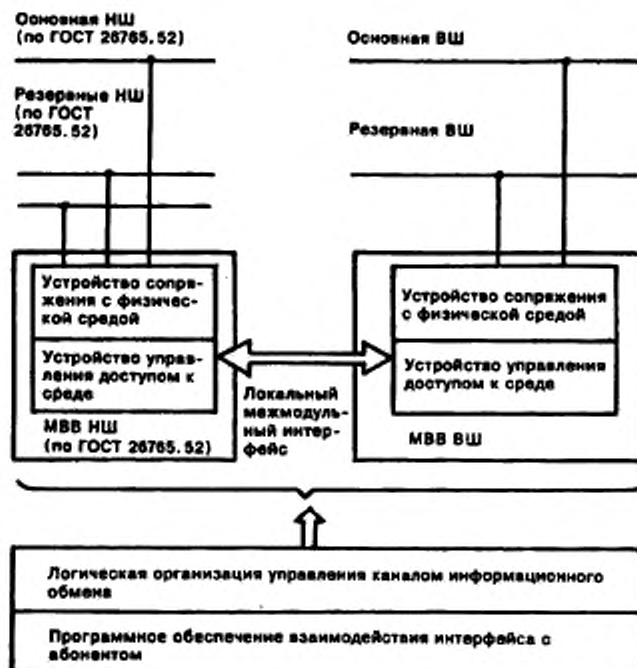 Основная НШ
(по ГОСТ 26765.52)
Резервные НШ
(по ГОСТ
26765.52)
Основная ВШ
Резервная ВШ
Устройство сопря-
жения с физичес-
кой средой
Устройство управ-
ления доступом к
среде
МВВ НШ
(по ГОСТ 26765.52)
Локальный
межмодуль-
ный интер-
фейс
Устройство сопряжения
с физической средой
Устройство управления
доступом к среде
МВВ ВШ
Логическая организация управления каналом информационного
обмена
Программное обеспечение взаимодействия интерфейса с
абонентом